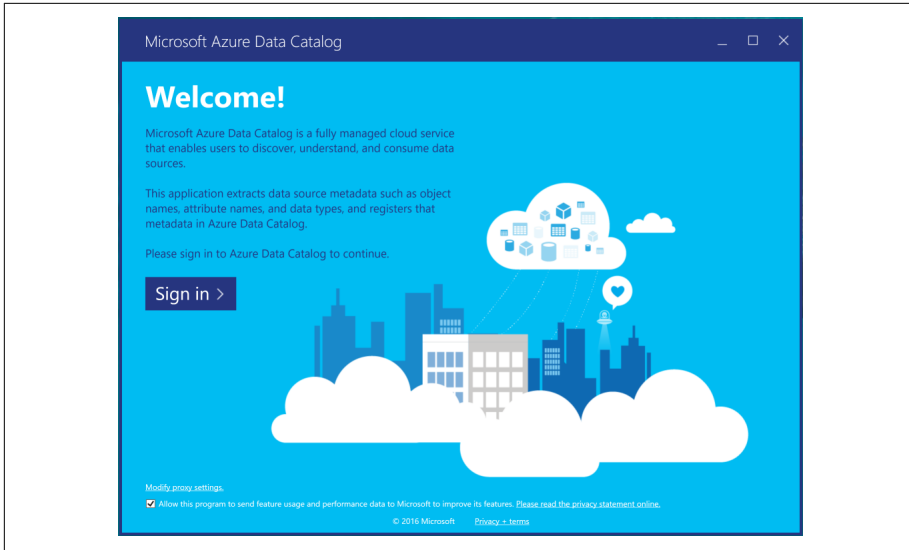 Microsoft Azure Data Catalog
Welcome!
Microsoft Azure Data Catalog is a fully managed cloud service
that enables users to discover, understand, and consume data
sources.
This application extracts data source metadata such as object
names, attribute names, and data types, and registers that
metadata in Azure Data Catalog.
Please sign in to Azure Data Catalog to continue.
Sign in >
Modify proxy settings.
Allow this program to send feature usage and performance data to Microsoft to improve its features. Please read the privacy statement online.
© 2016 Microsoft Privacy + terms